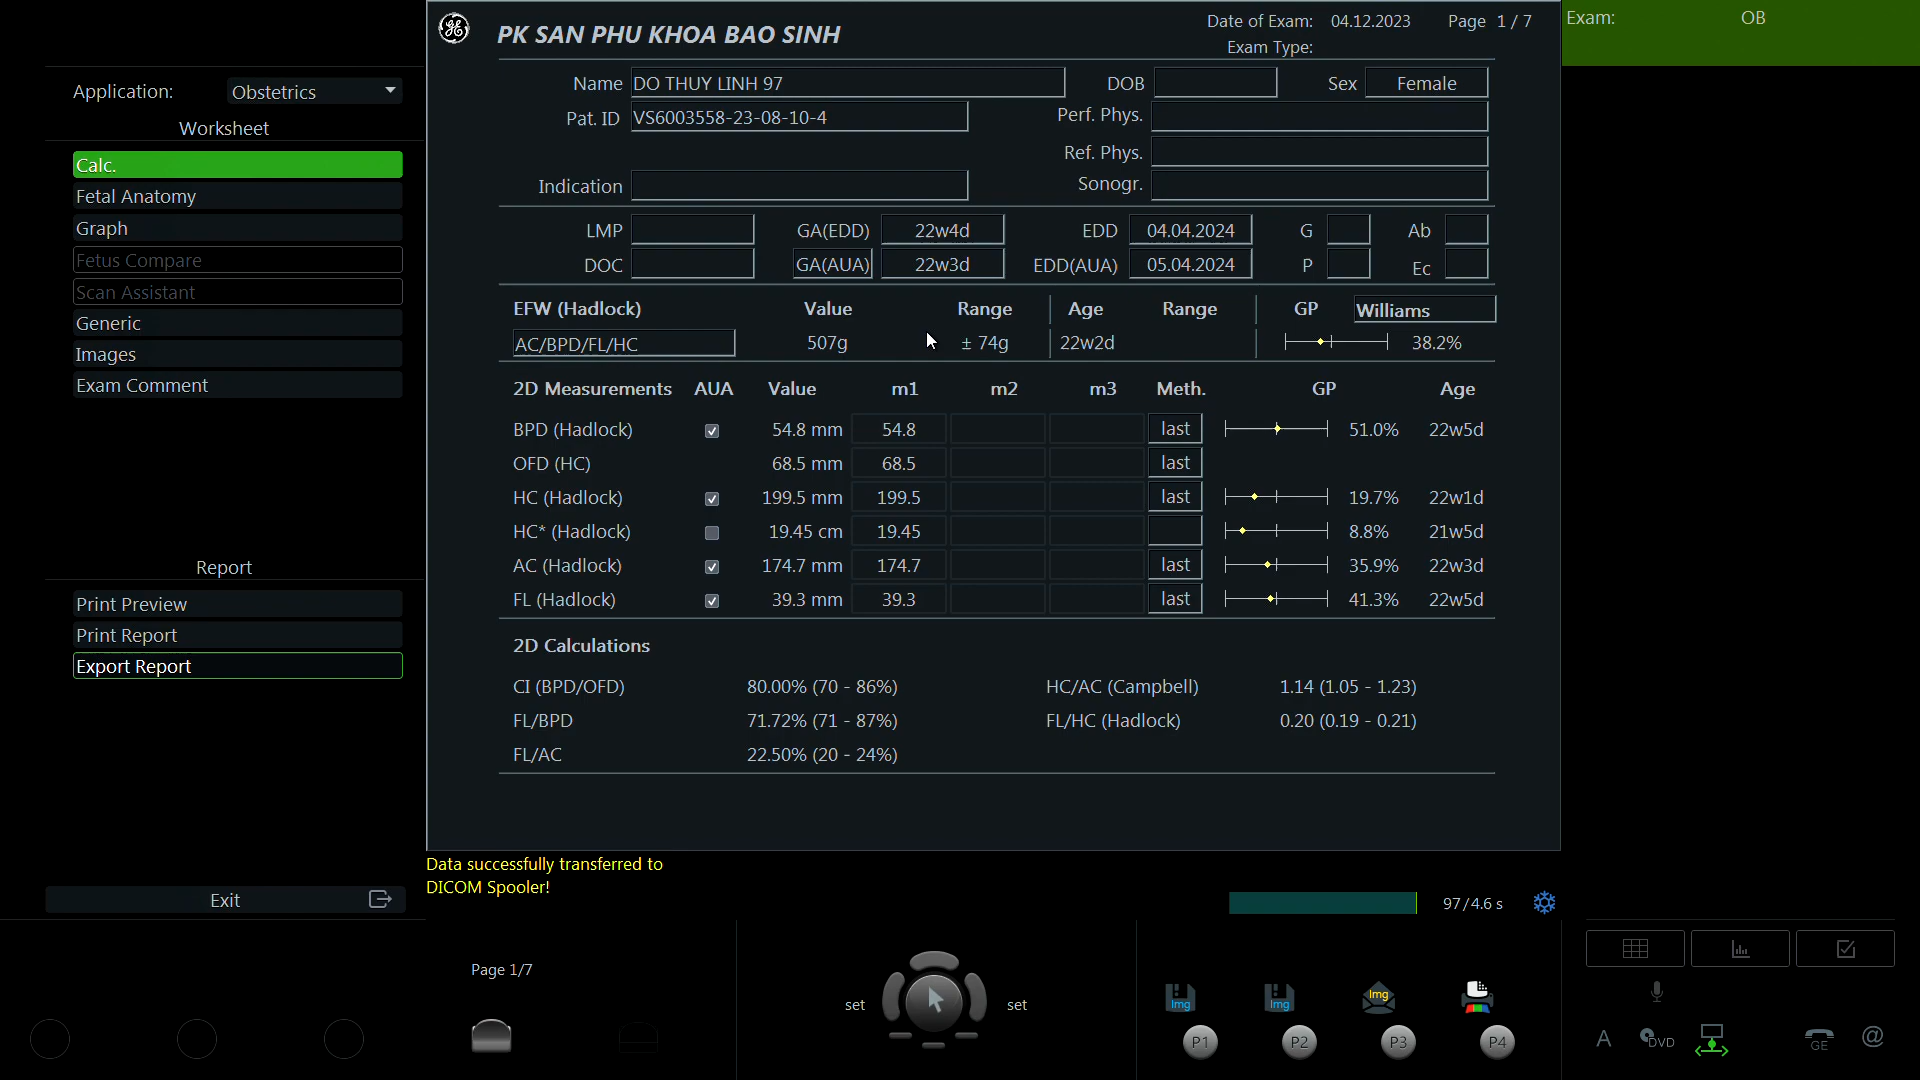 PK SAN PHU KHOA BAO SINH
Date of Exam: 04.12.2023 Page 1 / 7
Exam Type:
Exam: OB
Application: Obstetrics
Worksheet
Calc.
Fetal Anatomy
Graph
Fetus Compare
Scan Assistant
Generic
Images
Exam Comment
Report
Print Preview
Print Report
Export Report
Exit
Name DO THUY LINH 97 DOB Sex Female
Pat. ID VS6003558-23-08-10-4 Perf. Phys.
Ref. Phys.
Indication Sonogr.
LMP GA(EDD) 22w4d EDD 04.04.2024 G Ab
DOC GA(AUA) 22w3d EDD(AUA) 05.04.2024 P Ec
EFW (Hadlock) Value Range Age Range GP Williams
AC/BPD/FL/HC 507g ± 74g 22w2d 38.2%
2D Measurements AUA Value m1 m2 m3 Meth. GP Age
BPD (Hadlock) 54.8 mm 54.8 last 51.0% 22w5d
OFD (HC) 68.5 mm 68.5 last
HC (Hadlock) 199.5 mm 199.5 last 19.7% 22w1d
HC* (Hadlock) 19.45 cm 19.45 8.8% 21w5d
AC (Hadlock) 174.7 mm 174.7 last 35.9% 22w3d
FL (Hadlock) 39.3 mm 39.3 last 41.3% 22w5d
2D Calculations
CI (BPD/OFD) 80.00% (70 - 86%) HC/AC (Campbell) 1.14 (1.05 - 1.23)
FL/BPD 71.72% (71 - 87%) FL/HC (Hadlock) 0.20 (0.19 - 0.21)
FL/AC 22.50% (20 - 24%)
Data successfully transferred to
DICOM Spooler!
97/4.6 s
Page 1/7
set set
Img Img Img
P1 P2 P3 P4
A DVD GE @